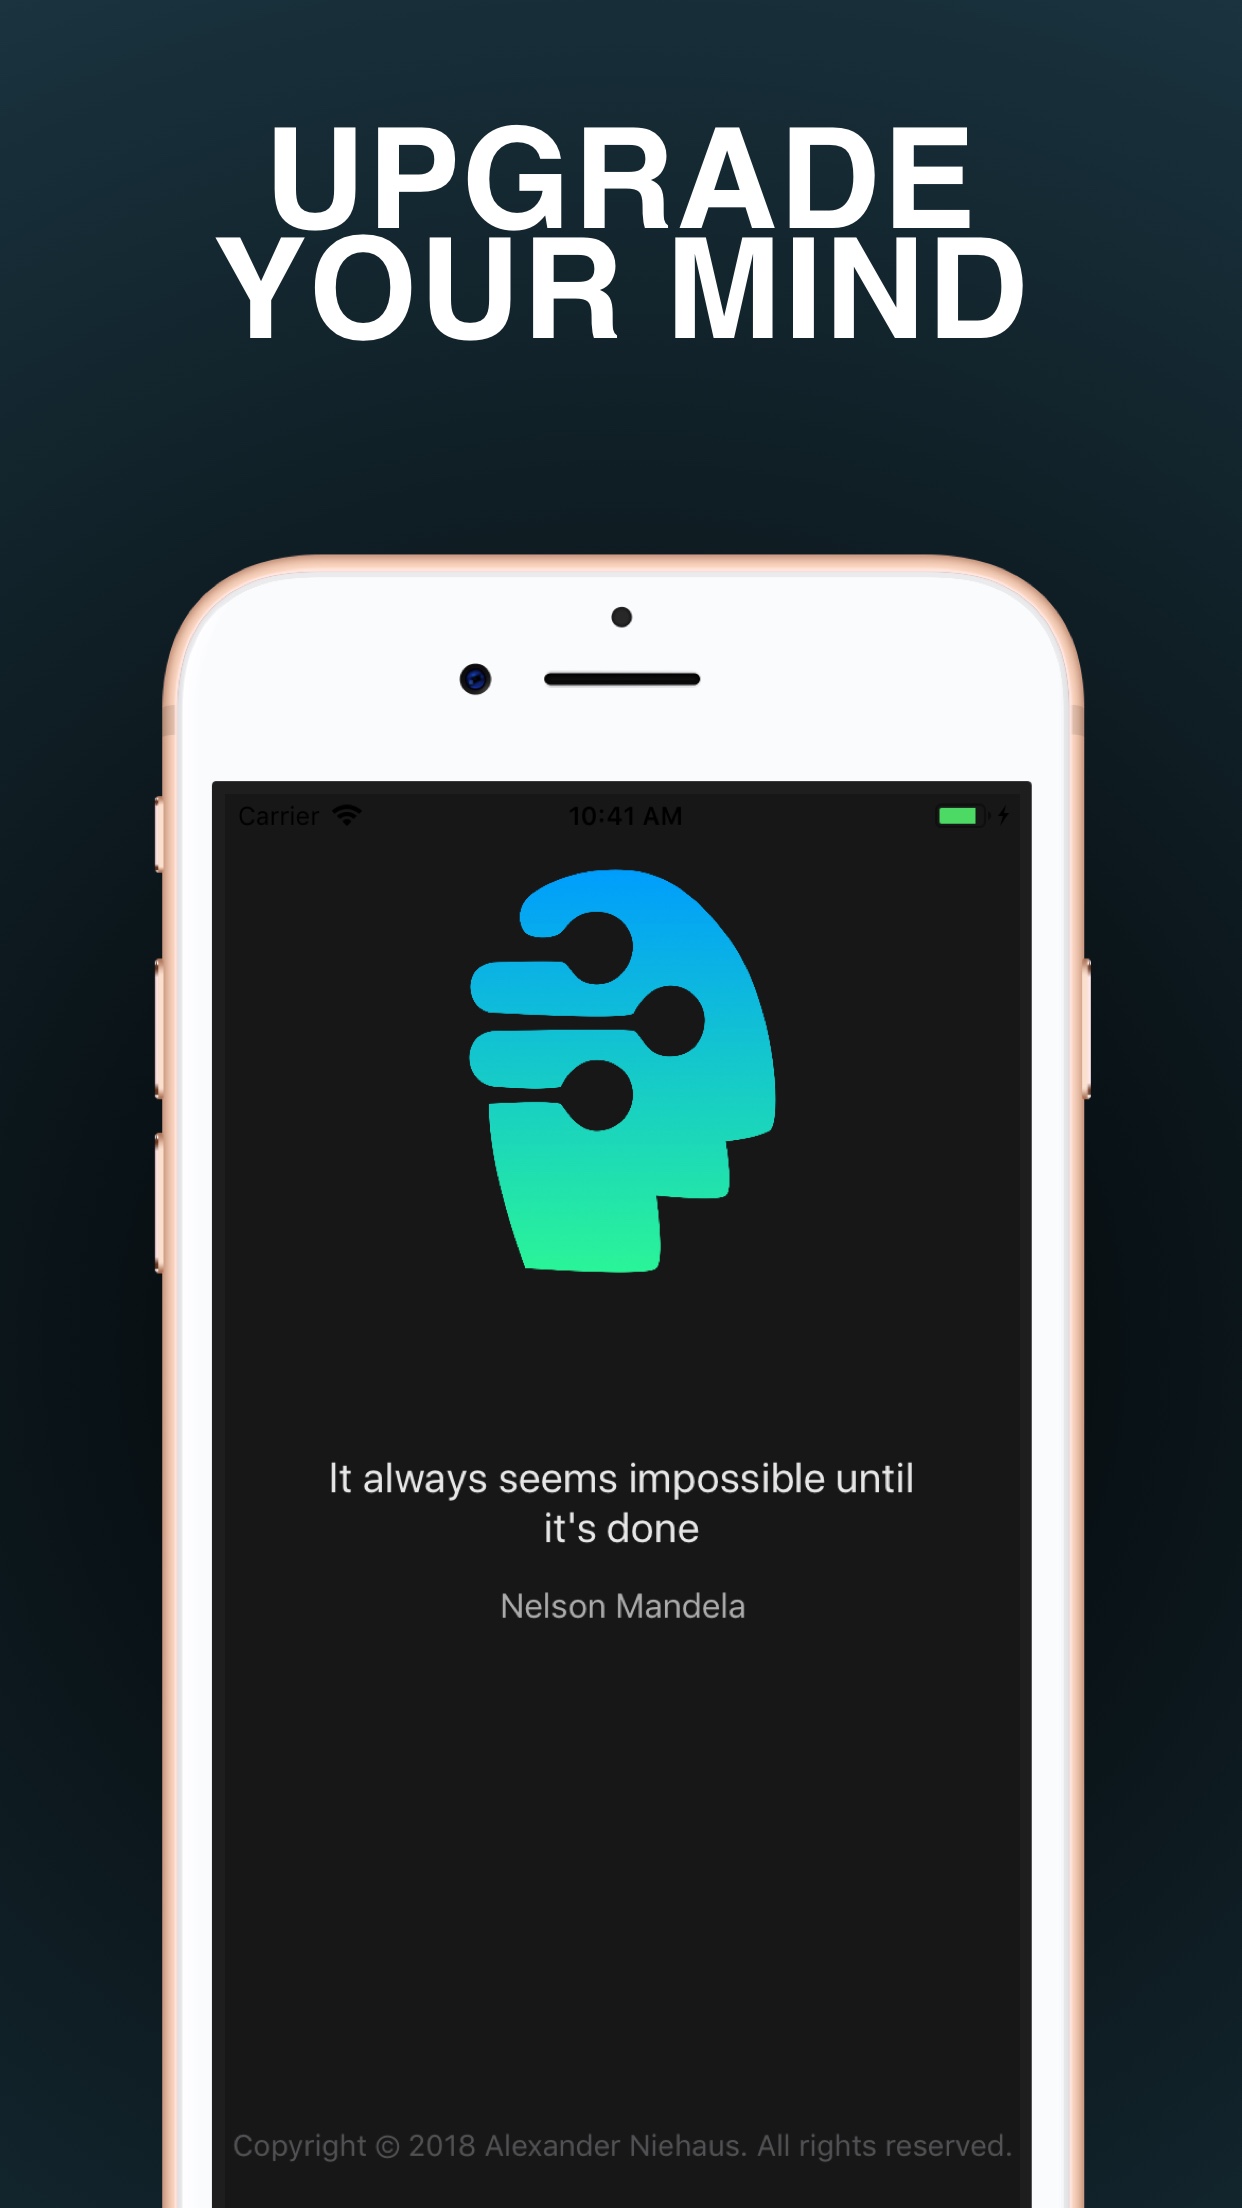 UPGRADE
YOUR MIND
Carrier 10:41 AM
It always seems impossible until
it's done
Nelson Mandela
Copyright © 2018 Alexander Niehaus. All rights reserved.